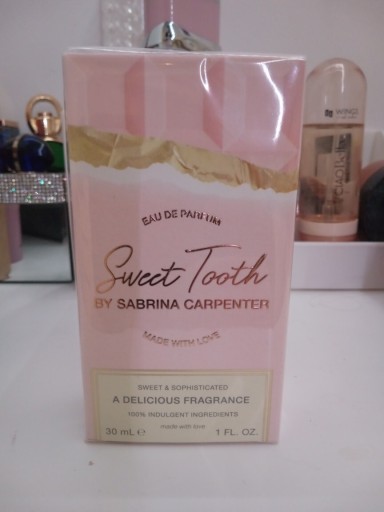 EAU DE PARFUM
Sweet Tooth
BY SABRINA CARPENTER
MADE WITH LOVE
SWEET & SOPHISTICATED
A DELICIOUS FRAGRANCE
100% INDULGENT INGREDIENTS
made with love
30 mL ℮ 1 FL. OZ.
WINGS